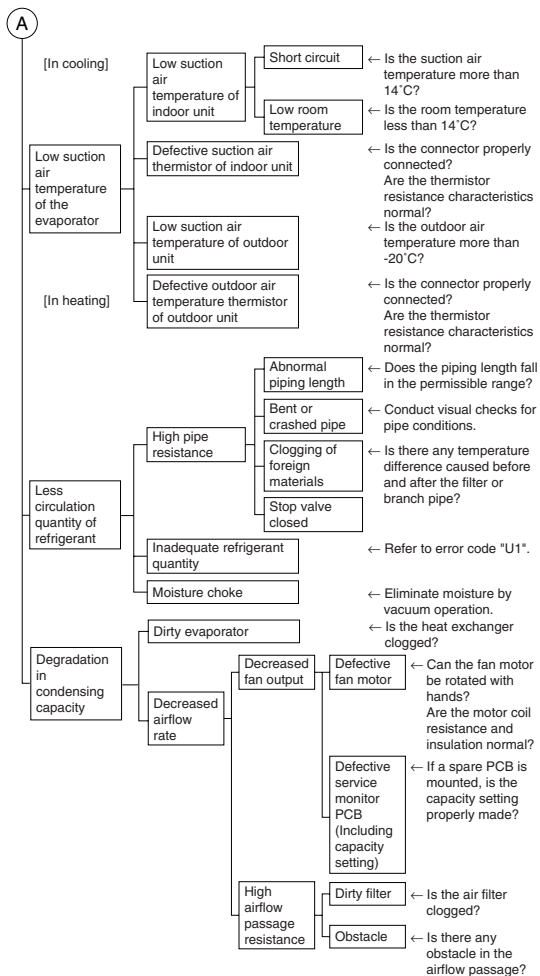 A
[In cooling]
Low suction
air
temperature of
indoor unit
Short circuit
← Is the suction air
temperature more than
14˚C?
Low room
temperature
← Is the room temperature
less than 14˚C?
Low suction
air
temperature
of the
evaporator
Defective suction air
thermistor of indoor unit
← Is the connector properly
connected?
Are the thermistor
resistance characteristics
normal?
Low suction air
temperature of outdoor
unit
← Is the outdoor air
temperature more than
-20˚C?
[In heating]
Defective outdoor air
temperature thermistor
of outdoor unit
← Is the connector properly
connected?
Are the thermistor
resistance characteristics
normal?
Less
circulation
quantity of
refrigerant
High pipe
resistance
Abnormal
piping length
← Does the piping length fall
in the permissible range?
Bent or
crashed pipe
← Conduct visual checks for
pipe conditions.
Clogging of
foreign
materials
← Is there any temperature
difference caused before
and after the filter or
branch pipe?
Stop valve
closed
Inadequate refrigerant
quantity
← Refer to error code "U1".
Moisture choke
← Eliminate moisture by
vacuum operation.
Degradation
in
condensing
capacity
Dirty evaporator
← Is the heat exchanger
clogged?
Decreased
airflow
rate
Decreased
fan output
Defective
fan motor
← Can the fan motor
be rotated with
hands?
Are the motor coil
resistance and
insulation normal?
Defective
service
monitor
PCB
(Including
capacity
setting)
← If a spare PCB is
mounted, is the
capacity setting
properly made?
High
airflow
passage
resistance
Dirty filter
← Is the air filter
clogged?
Obstacle
← Is there any
obstacle in the
airflow passage?